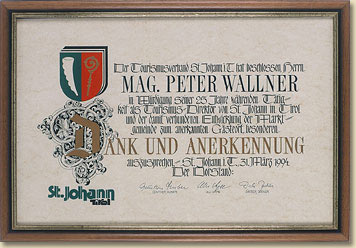 Der Tourismusverband St. Johann i. T. hat beschlossen, Herrn
MAG. PETER WALLNER
in Würdigung seiner 25 Jahre währenden Tätig-
keit als Tourismus-Direktor von St. Johann in Tirol
und der damit verbundenen Entwicklung der Markt-
gemeinde zum anerkannten Gästeort, besonderen
DANK UND ANERKENNUNG
auszusprechen. St. Johann i. T., 31. März 1994
Der Vorstand:
St. Johann
in Tirol